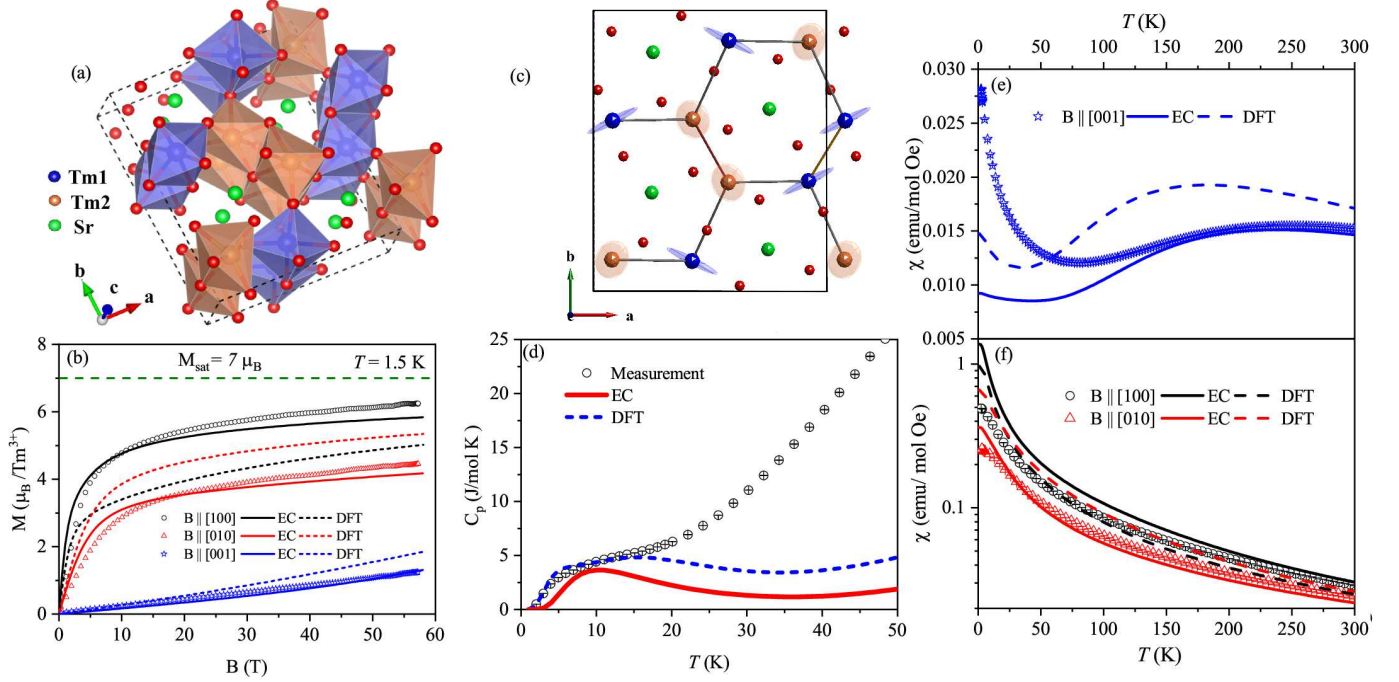 (a)
Tm1
Tm2
Sr
b
c
a
(b)
M_sat = 7 μ_B
T = 1.5 K
8
6
4
2
0
M (μ_B /Tm^3+)
B || [100] EC DFT
B || [010] EC DFT
B || [001] EC DFT
0 10 20 30 40 50 60
B (T)
(c)
b
c
a
(d)
25
20
15
10
5
0
C_p (J/mol K )
Measurement
EC
DFT
0 10 20 30 40 50
T (K)
T (K)
0 50 100 150 200 250 300
(e)
0.030
0.025
0.020
0.015
0.010
0.005
χ (emu/mol Oe)
B || [001] EC DFT
(f)
1
0.1
χ (emu/ mol Oe)
B || [100] EC DFT
B || [010] EC DFT
0 50 100 150 200 250 300
T (K)